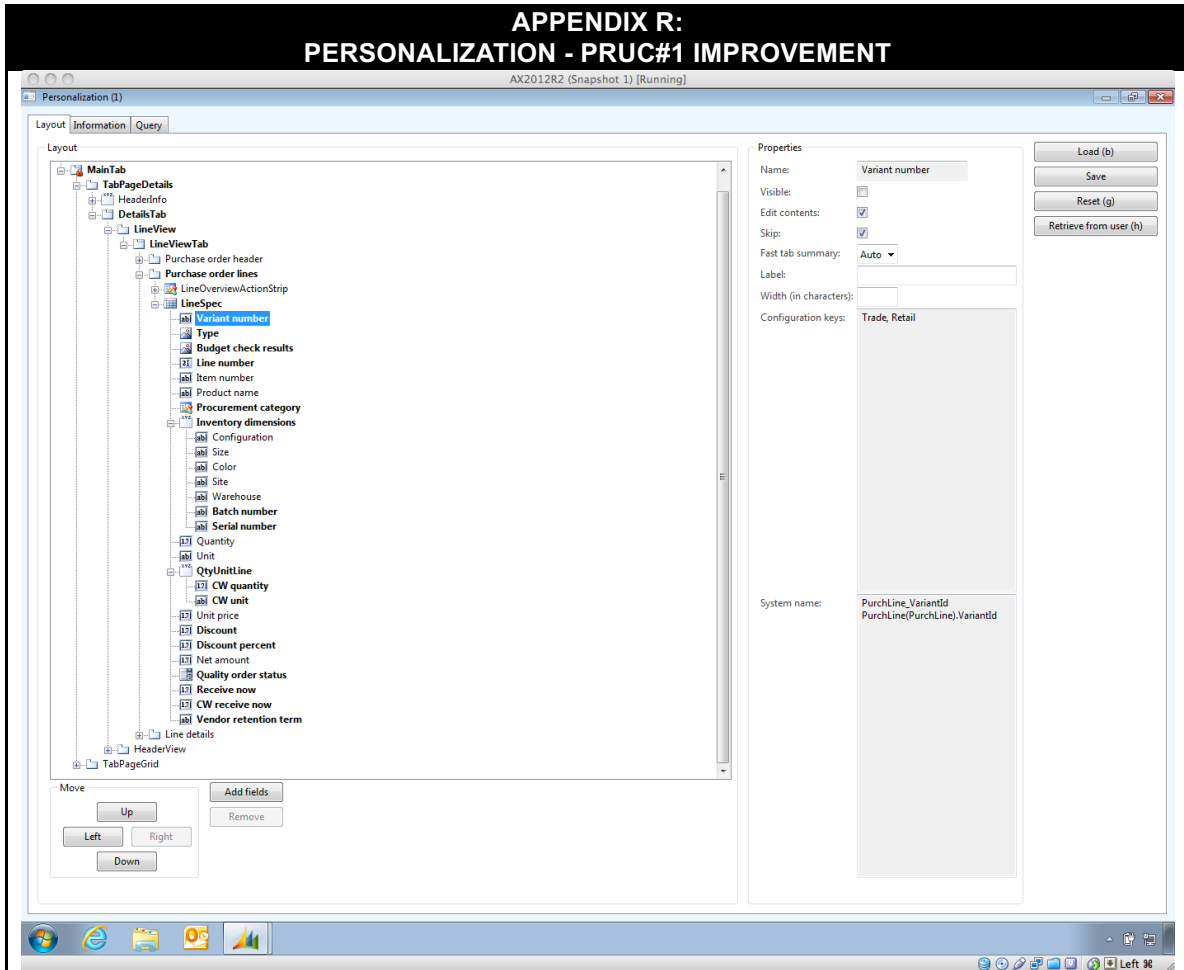 APPENDIX R:
PERSONALIZATION - PRUC#1 IMPROVEMENT
AX2012R2 (Snapshot 1) [Running]
Personalization (1)
Layout Information Query
Layout
MainTab
TabPageDetails
HeaderInfo
DetailsTab
LineView
LineViewTab
Purchase order header
Purchase order lines
LineOverviewActionStrip
LineSpec
Variant number
Type
Budget check results
Line number
Item number
Product name
Procurement category
Inventory dimensions
Configuration
Size
Color
Site
Warehouse
Batch number
Serial number
Quantity
Unit
QtyUnitLine
CW quantity
CW unit
Unit price
Discount
Discount percent
Net amount
Quality order status
Receive now
CW receive now
Vendor retention term
Line details
HeaderView
TabPageGrid
Move
Up
Left Right
Down
Add fields
Remove
Properties
Name: Variant number
Visible:
Edit contents:
Skip:
Fast tab summary: Auto
Label:
Width (in characters):
Configuration keys: Trade, Retail
System name: PurchLine_VariantId
PurchLine(PurchLine).VariantId
Load (b)
Save
Reset (g)
Retrieve from user (h)
Left ⌘